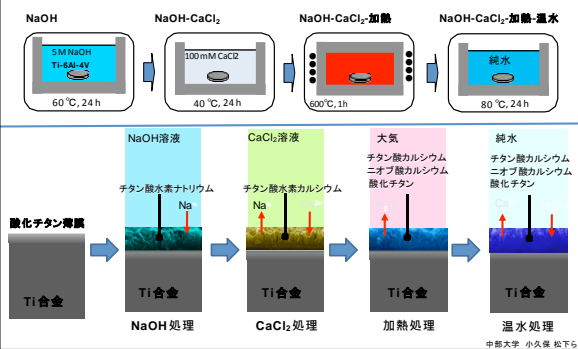 NaOH
NaOH-CaCl₂
NaOH-CaCl₂-加熱
NaOH-CaCl₂-加熱-温水
5M NaOH
Ti-6Al-4V
100 mM CaCl2
純水
60 ℃, 24 h
40 ℃, 24 h
600℃, 1h
80 ℃, 24 h
NaOH溶液
CaCl₂溶液
大気
純水
チタン酸カルシウム
ニオブ酸カルシウム
酸化チタン
チタン酸カルシウム
ニオブ酸カルシウム
酸化チタン
チタン酸水素ナトリウム
チタン酸水素カルシウム
Na
Na
Ca
酸化チタン薄膜
Ti合金
Ti合金
Ti合金
Ti合金
Ti合金
NaOH処理
CaCl₂処理
加熱処理
温水処理
中部大学 小久保 松下ら